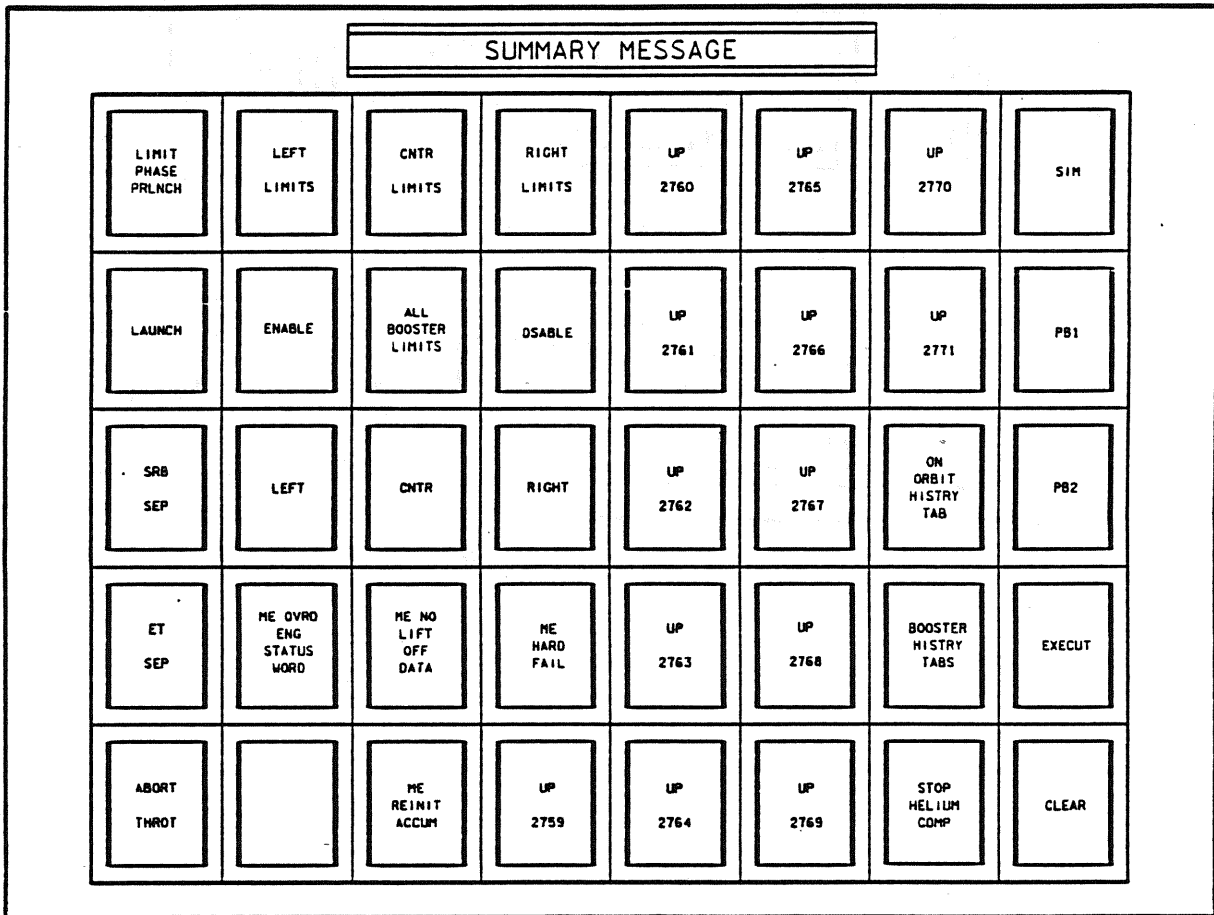 SUMMARY MESSAGE
LIMIT
PHASE
PRLNCH
LEFT
LIMITS
CNTR
LIMITS
RIGHT
LIMITS
UP
2760
UP
2765
UP
2770
SIM
LAUNCH
ENABLE
ALL
BOOSTER
LIMITS
DSABLE
UP
2761
UP
2766
UP
2771
PB1
SRB
SEP
LEFT
CNTR
RIGHT
UP
2762
UP
2767
ON
ORBIT
HISTRY
TAB
PB2
ET
SEP
ME OVRD
ENG
STATUS
WORD
ME NO
LIFT
OFF
DATA
ME
HARD
FAIL
UP
2763
UP
2768
BOOSTER
HISTRY
TABS
EXECUT
ABORT
THROT
ME
REINIT
ACCUM
UP
2759
UP
2764
UP
2769
STOP
HELIUM
COMP
CLEAR